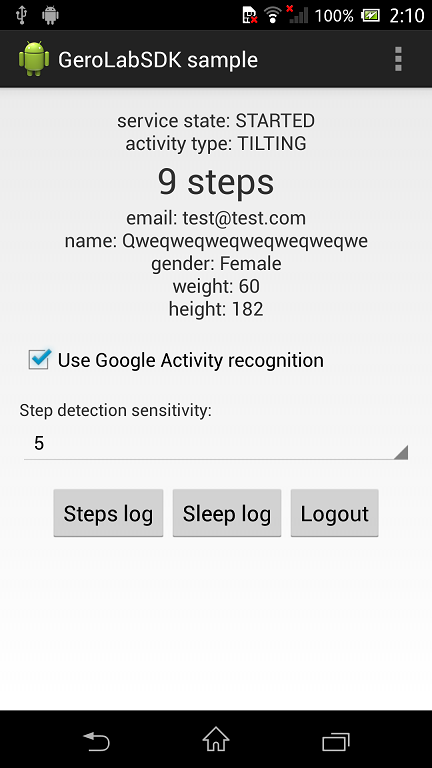 100% 2:10
GeroLabSDK sample
service state: STARTED
activity type: TILTING
9 steps
email: test@test.com
name: Qweqweqweqweqweqweqwe
gender: Female
weight: 60
height: 182
Use Google Activity recognition
Step detection sensitivity:
5
Steps log Sleep log Logout